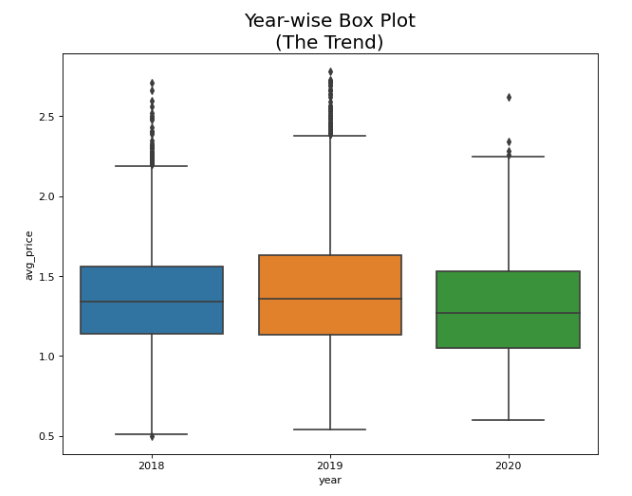 Year-wise Box Plot
(The Trend)
2.5
2.0
1.5
1.0
0.5
avg_price
2018 2019 2020
year